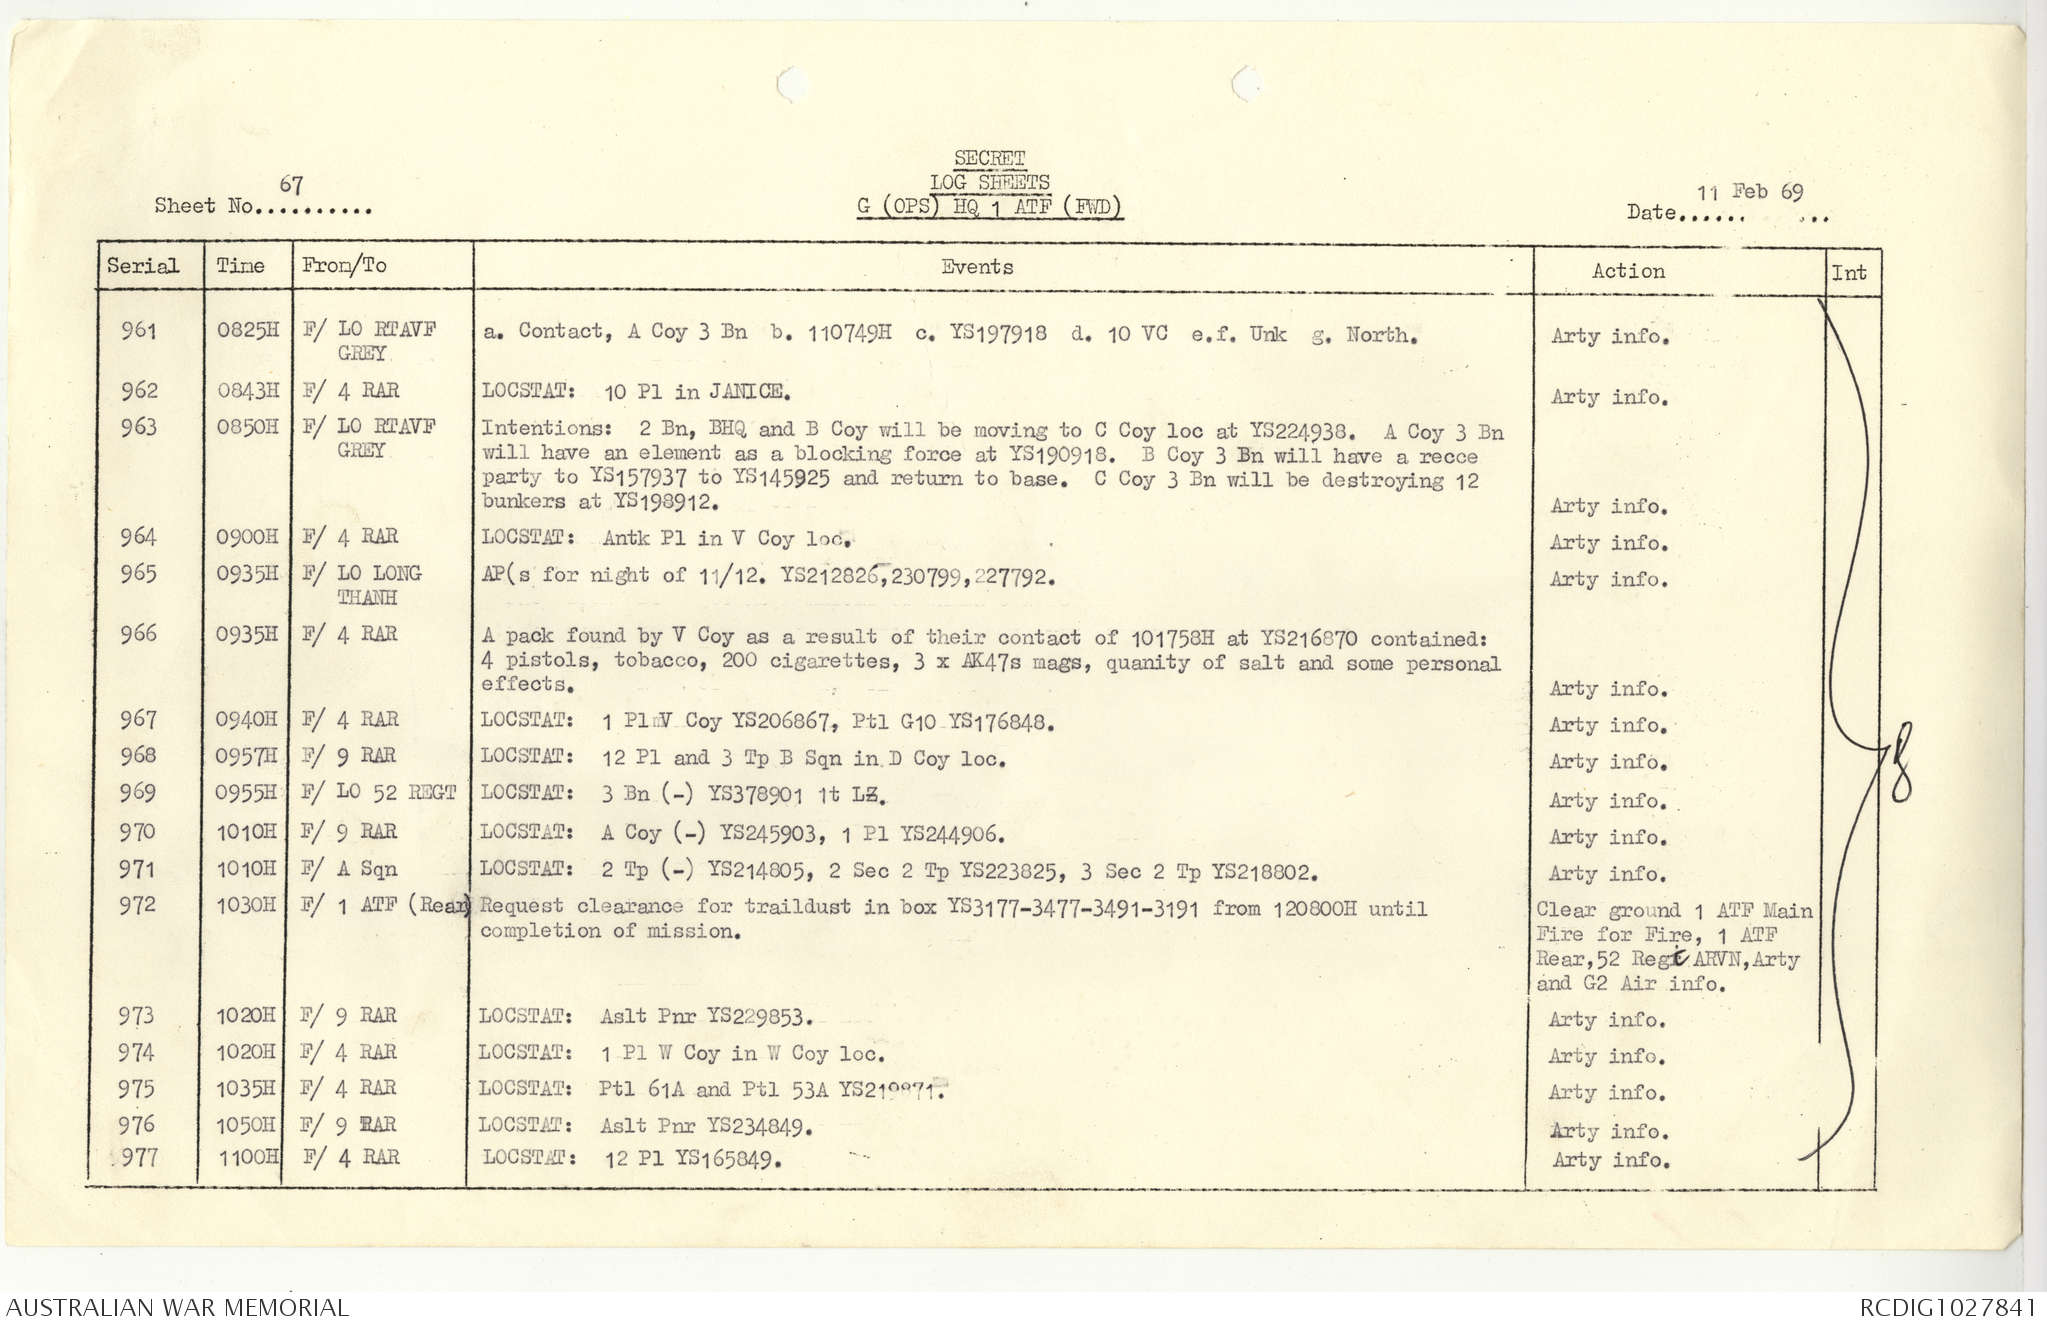 SECRET
LOG SHEETS
G (OPS) HQ 1 ATF (FWD)
67
Sheet No..........
11 Feb 69
Date...... ...
Serial Time From/To Events Action Int
961 0825H F/ LO RTAVF a. Contact, A Coy 3 Bn b. 110749H c. YS197918 d. 10 VC e.f. Unk g. North. Arty info.
GREY
962 0843H F/ 4 RAR LOCSTAT: 10 Pl in JANICE. Arty info.
963 0850H F/ LO RTAVF Intentions: 2 Bn, BHQ and B Coy will be moving to C Coy loc at YS224938. A Coy 3 Bn
GREY will have an element as a blocking force at YS190918. B Coy 3 Bn will have a recce
party to YS157937 to YS145925 and return to base. C Coy 3 Bn will be destroying 12
bunkers at YS198912. Arty info.
964 0900H F/ 4 RAR LOCSTAT: Antk Pl in V Coy loc. Arty info.
965 0935H F/ LO LONG AP(s for night of 11/12. YS212826,230799,227792. Arty info.
THANH
966 0935H F/ 4 RAR A pack found by V Coy as a result of their contact of 101758H at YS216870 contained:
4 pistols, tobacco, 200 cigarettes, 3 x AK47s mags, quanity of salt and some personal
effects. Arty info.
967 0940H F/ 4 RAR LOCSTAT: 1 Pl V Coy YS206867, Ptl G10 YS176848. Arty info.
968 0957H F/ 9 RAR LOCSTAT: 12 Pl and 3 Tp B Sqn in D Coy loc. Arty info.
969 0955H F/ LO 52 REGT LOCSTAT: 3 Bn (-) YS378901 1t LZ. Arty info.
970 1010H F/ 9 RAR LOCSTAT: A Coy (-) YS245903, 1 Pl YS244906. Arty info.
971 1010H F/ A Sqn LOCSTAT: 2 Tp (-) YS214805, 2 Sec 2 Tp YS223825, 3 Sec 2 Tp YS218802. Arty info.
972 1030H F/ 1 ATF (Rear) Request clearance for traildust in box YS3177-3477-3491-3191 from 120800H until Clear ground 1 ATF Main
completion of mission. Fire for Fire, 1 ATF
Rear,52 Regt ARVN,Arty
and G2 Air info.
973 1020H F/ 9 RAR LOCSTAT: Aslt Pnr YS229853. Arty info.
974 1020H F/ 4 RAR LOCSTAT: 1 Pl W Coy in W Coy loc. Arty info.
975 1035H F/ 4 RAR LOCSTAT: Ptl 61A and Ptl 53A YS219871. Arty info.
976 1050H F/ 9 RAR LOCSTAT: Aslt Pnr YS234849. Arty info.
977 1100H F/ 4 RAR LOCSTAT: 12 Pl YS165849. Arty info.
AUSTRALIAN WAR MEMORIAL RCDIG1027841